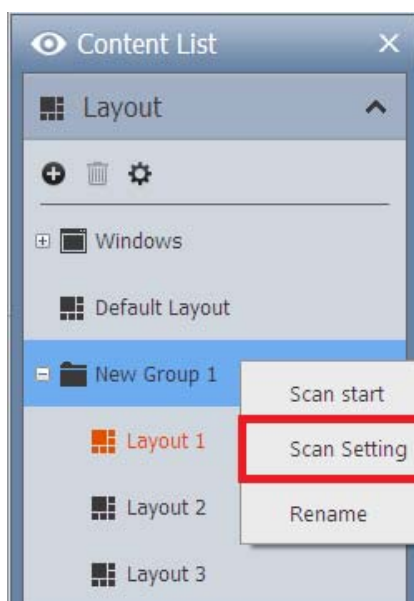 Content List
Layout
Windows
Default Layout
New Group 1
Scan start
Layout 1
Scan Setting
Layout 2
Rename
Layout 3